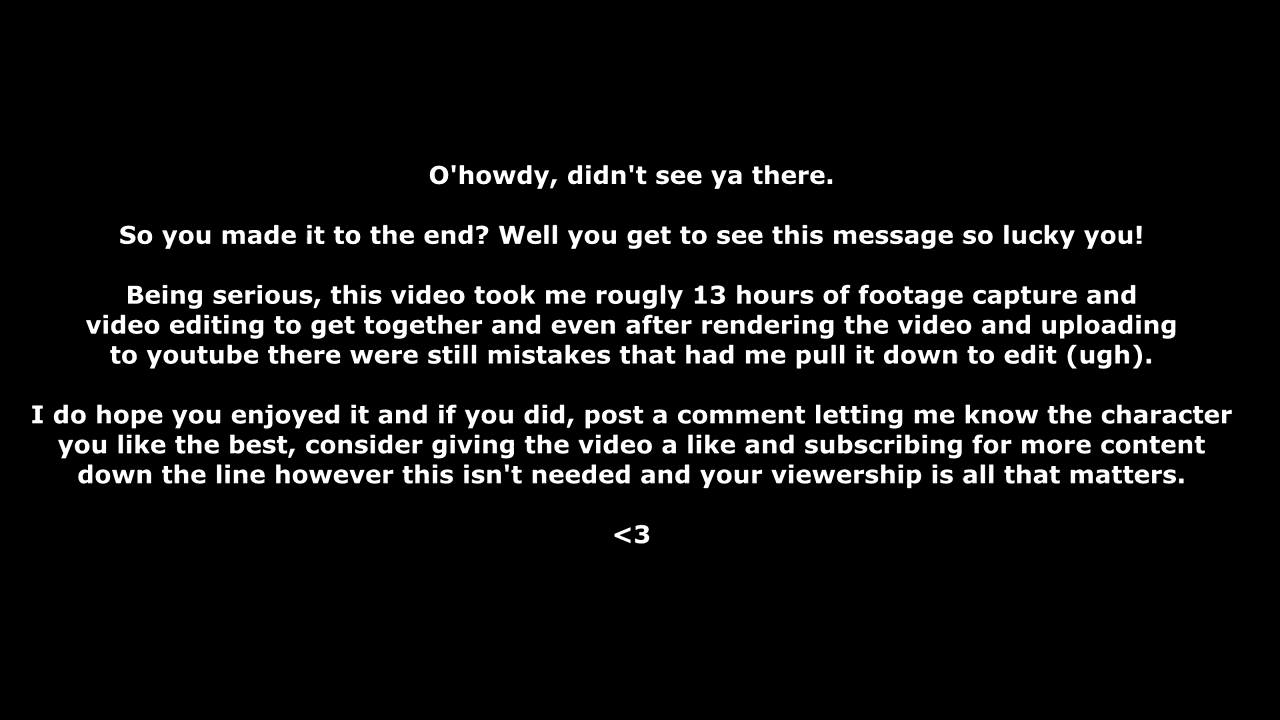 O'howdy, didn't see ya there.
So you made it to the end? Well you get to see this message so lucky you!
Being serious, this video took me rougly 13 hours of footage capture and
video editing to get together and even after rendering the video and uploading
to youtube there were still mistakes that had me pull it down to edit (ugh).
I do hope you enjoyed it and if you did, post a comment letting me know the character
you like the best, consider giving the video a like and subscribing for more content
down the line however this isn't needed and your viewership is all that matters.
<3